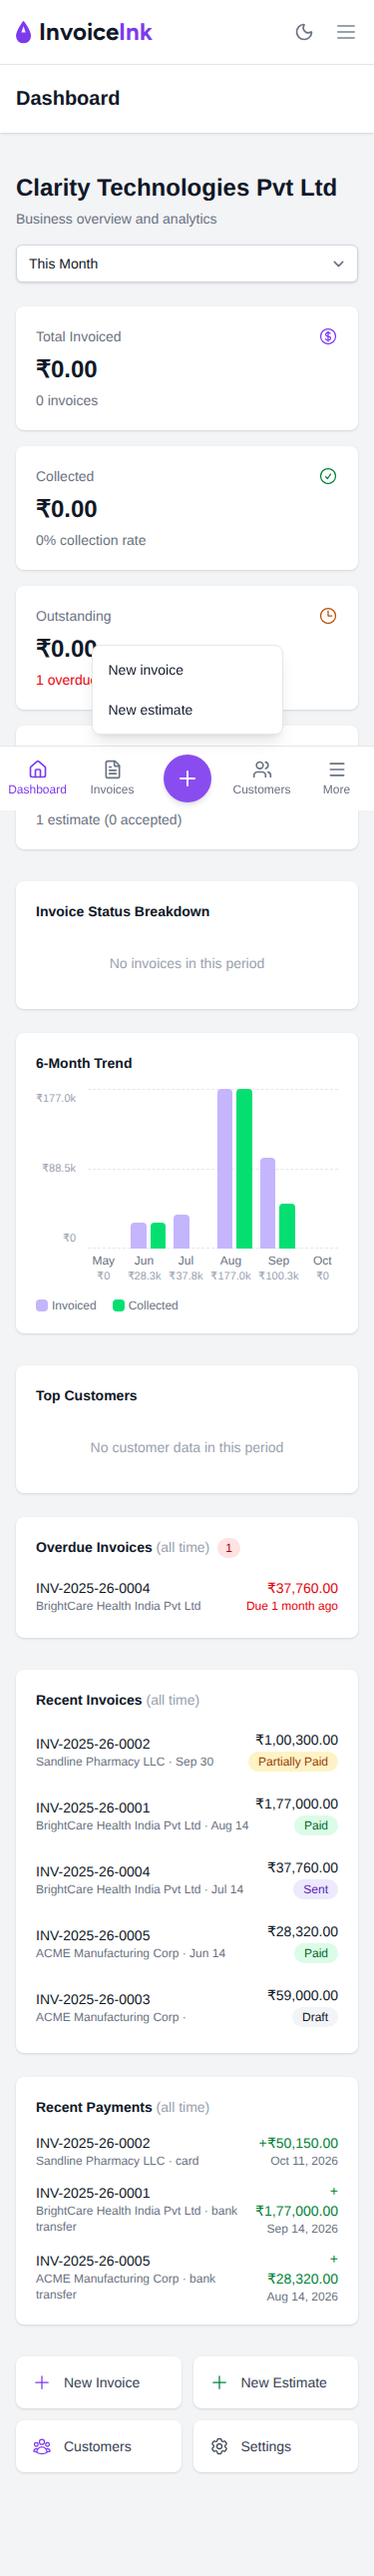 InvoiceInk
Dashboard
Clarity Technologies Pvt Ltd
Business overview and analytics
This Month
Total Invoiced
₹0.00
0 invoices
Collected
₹0.00
0% collection rate
Outstanding
₹0.00
1 overdue
New invoice
New estimate
Dashboard
Invoices
Customers
More
1 estimate (0 accepted)
Invoice Status Breakdown
No invoices in this period
6-Month Trend
₹177.0k
₹88.5k
₹0
May Jun Jul Aug Sep Oct
₹0 ₹28.3k ₹37.8k ₹177.0k ₹100.3k ₹0
Invoiced Collected
Top Customers
No customer data in this period
Overdue Invoices (all time) 1
INV-2025-26-0004 ₹37,760.00
BrightCare Health India Pvt Ltd Due 1 month ago
Recent Invoices (all time)
INV-2025-26-0002 ₹1,00,300.00
Sandline Pharmacy LLC · Sep 30 Partially Paid
INV-2025-26-0001 ₹1,77,000.00
BrightCare Health India Pvt Ltd · Aug 14 Paid
INV-2025-26-0004 ₹37,760.00
BrightCare Health India Pvt Ltd · Jul 14 Sent
INV-2025-26-0005 ₹28,320.00
ACME Manufacturing Corp · Jun 14 Paid
INV-2025-26-0003 ₹59,000.00
ACME Manufacturing Corp · Draft
Recent Payments (all time)
INV-2025-26-0002 +₹50,150.00
Sandline Pharmacy LLC · card Oct 11, 2026
INV-2025-26-0001 +
BrightCare Health India Pvt Ltd · bank ₹1,77,000.00
transfer Sep 14, 2026
INV-2025-26-0005 +
ACME Manufacturing Corp · bank ₹28,320.00
transfer Aug 14, 2026
New Invoice
New Estimate
Customers
Settings